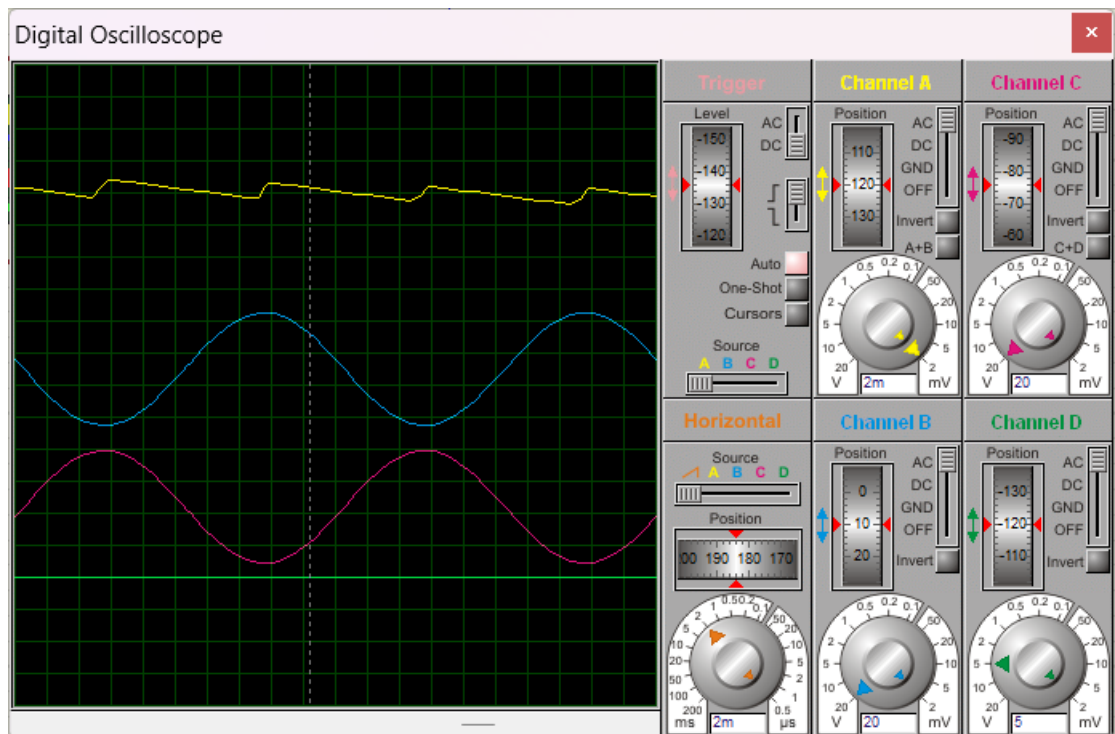 Digital Oscilloscope
Trigger
Level
-150
-140
-130
-120
AC
DC
Auto
One-Shot
Cursors
Source
A B C D
Channel A
Position
110
120
130
AC
DC
GND
OFF
Invert
A+B
20 10 5 2 1 0.5 0.2 0.1 50 20 10 5 2
V 2m mV
Channel C
Position
-90
-80
-70
-60
AC
DC
GND
OFF
Invert
C+D
20 10 5 2 1 0.5 0.2 0.1 50 20 10 5 2
V 20 mV
Horizontal
Source
A B C D
Position
00 190 180 170
200 100 50 20 10 5 2 1 0.5 0.2 0.1 50 20 10 5 2 1 0.5
ms 2m µs
Channel B
Position
0
10
20
AC
DC
GND
OFF
Invert
20 10 5 2 1 0.5 0.2 0.1 50 20 10 5 2
V 20 mV
Channel D
Position
-130
-120
-110
AC
DC
GND
OFF
Invert
20 10 5 2 1 0.5 0.2 0.1 50 20 10 5 2
V 5 mV